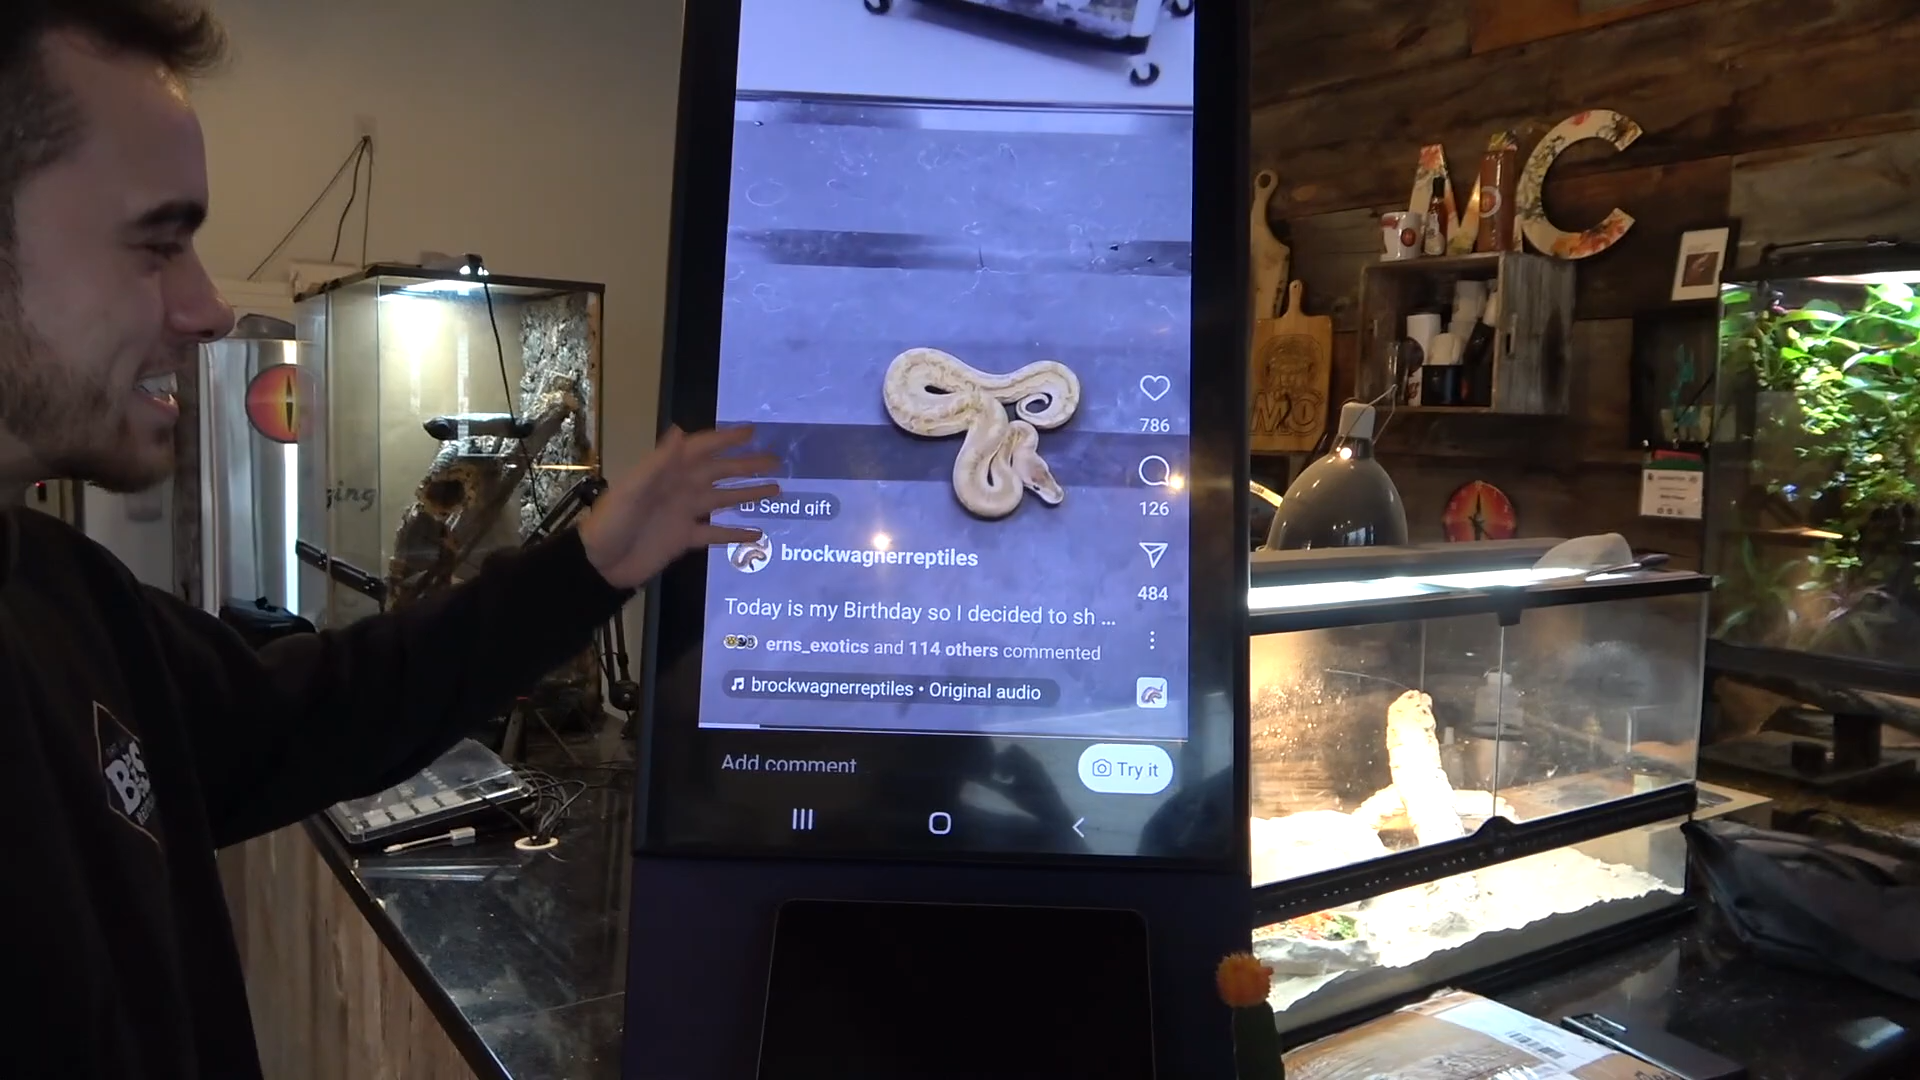 MC
786
126
Send gift
brockwagnerreptiles
484
Today is my Birthday so I decided to sh ...
erns_exotics and 114 others commented
brockwagnerreptiles • Original audio
Add comment
Try it